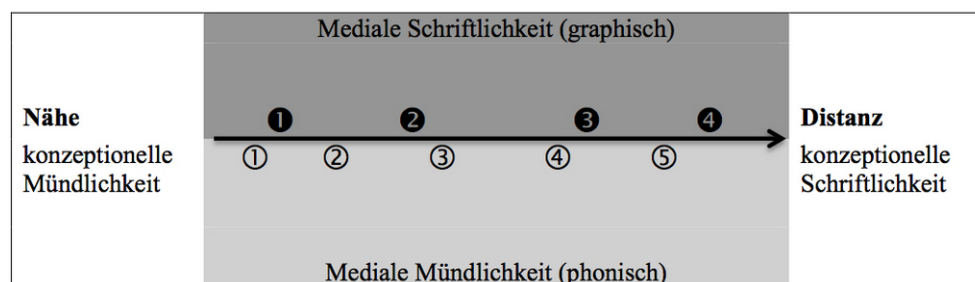 Mediale Schriftlichkeit (graphisch)
Nähe
konzeptionelle
Mündlichkeit
❶ ❷ ❸ ❹
① ② ③ ④ ⑤
Distanz
konzeptionelle
Schriftlichkeit
Mediale Mündlichkeit (phonisch)